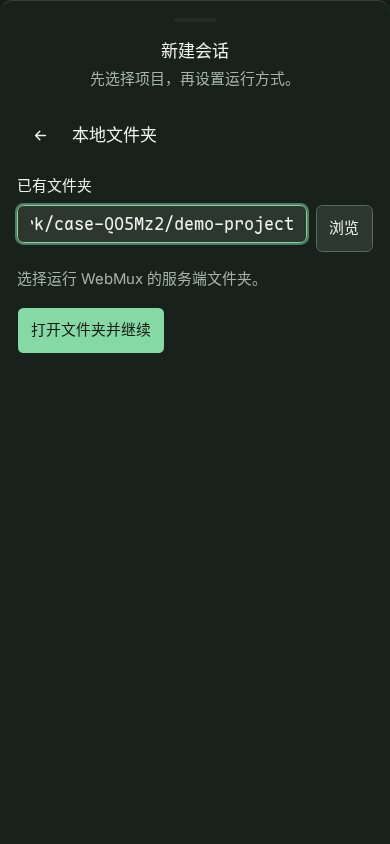 新建会话
先选择项目，再设置运行方式。
← 本地文件夹
已有文件夹
k/case-QO5Mz2/demo-project
浏览
选择运行 WebMux 的服务端文件夹。
打开文件夹并继续